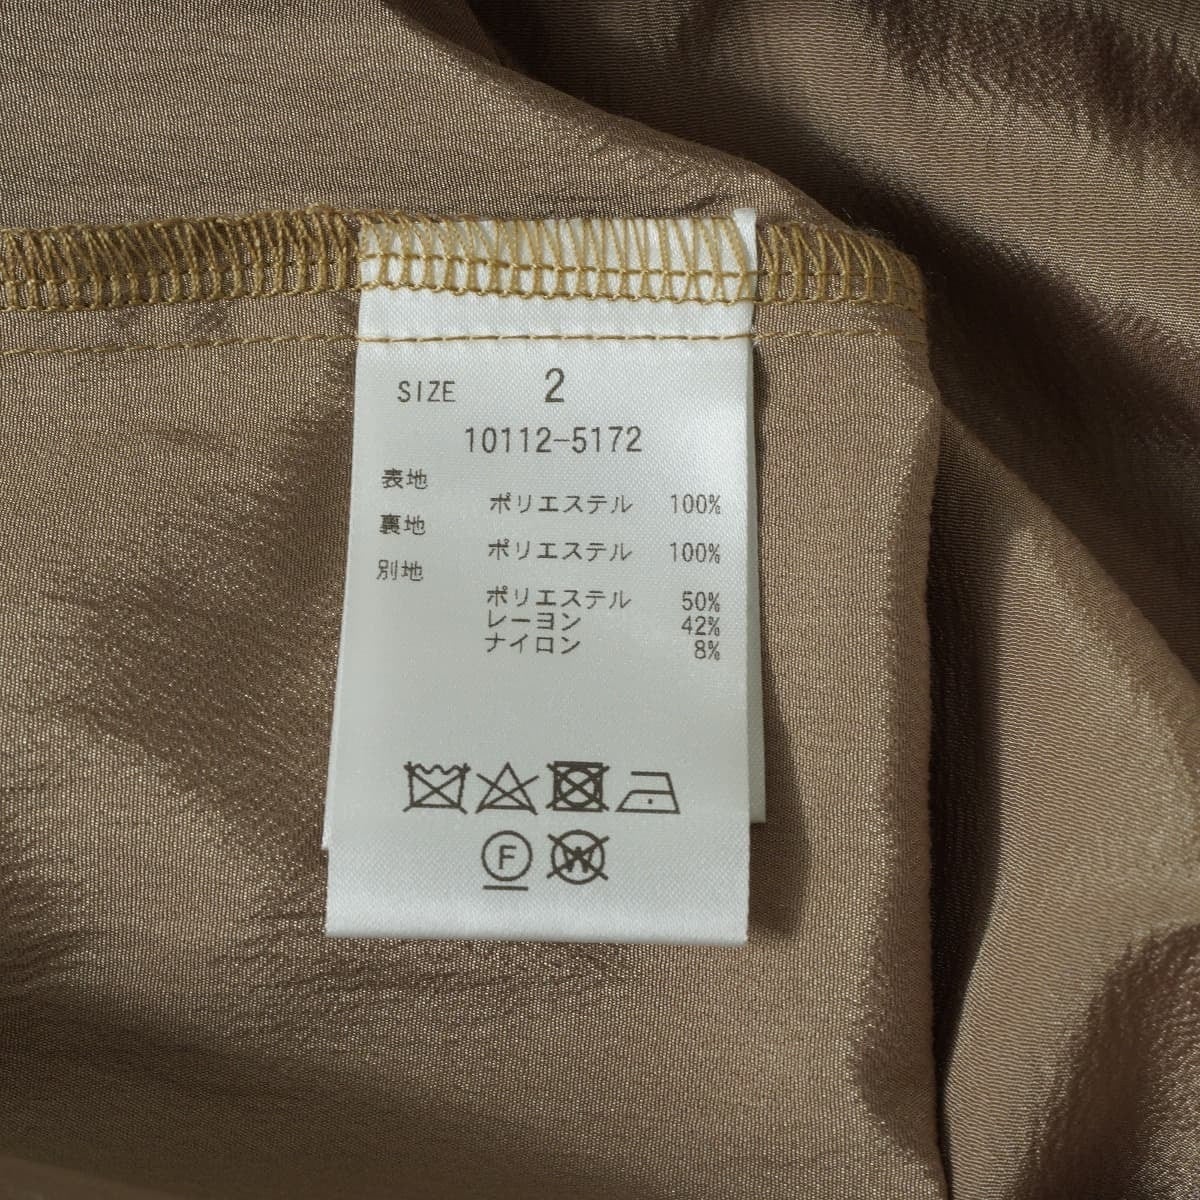 SIZE 2
10112-5172
表地
ポリエステル 100%
裏地
ポリエステル 100%
別地
ポリエステル 50%
レーヨン 42%
ナイロン 8%
F W